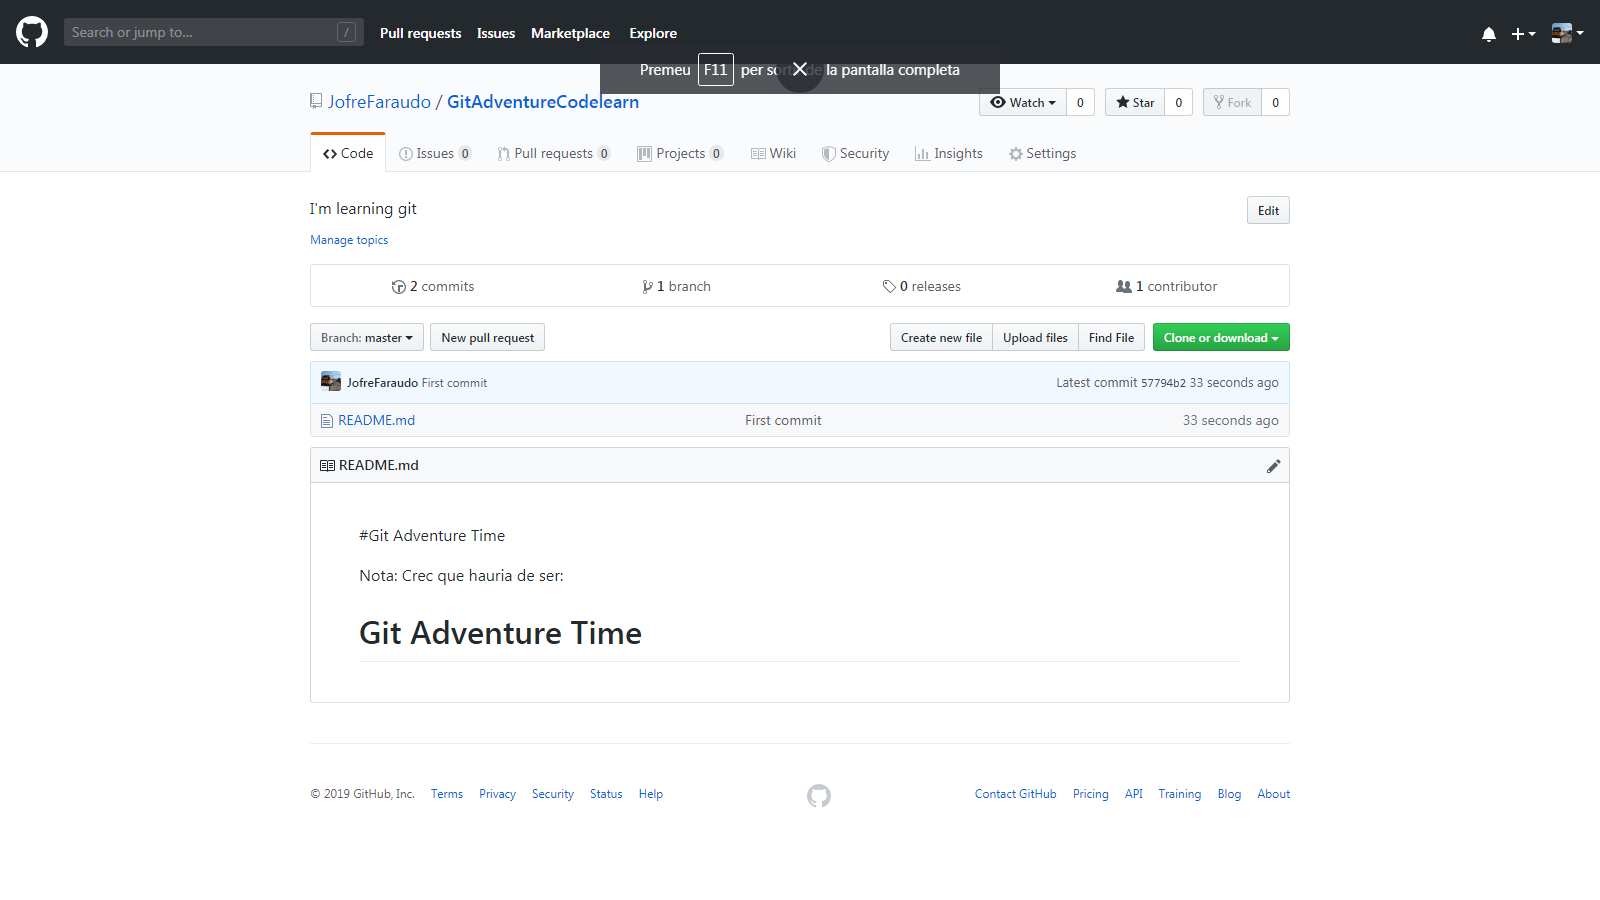 Search or jump to... / Pull requests Issues Marketplace Explore
Premeu F11 per sortir de la pantalla completa
JofreFaraudo / GitAdventureCodelearn Watch 0 Star 0 Fork 0
Code Issues 0 Pull requests 0 Projects 0 Wiki Security Insights Settings
I'm learning git Edit
Manage topics
2 commits 1 branch 0 releases 1 contributor
Branch: master New pull request Create new file Upload files Find File Clone or download
JofreFaraudo First commit Latest commit 57794b2 33 seconds ago
README.md First commit 33 seconds ago
README.md
#Git Adventure Time
Nota: Crec que hauria de ser:
Git Adventure Time
© 2019 GitHub, Inc. Terms Privacy Security Status Help Contact GitHub Pricing API Training Blog About